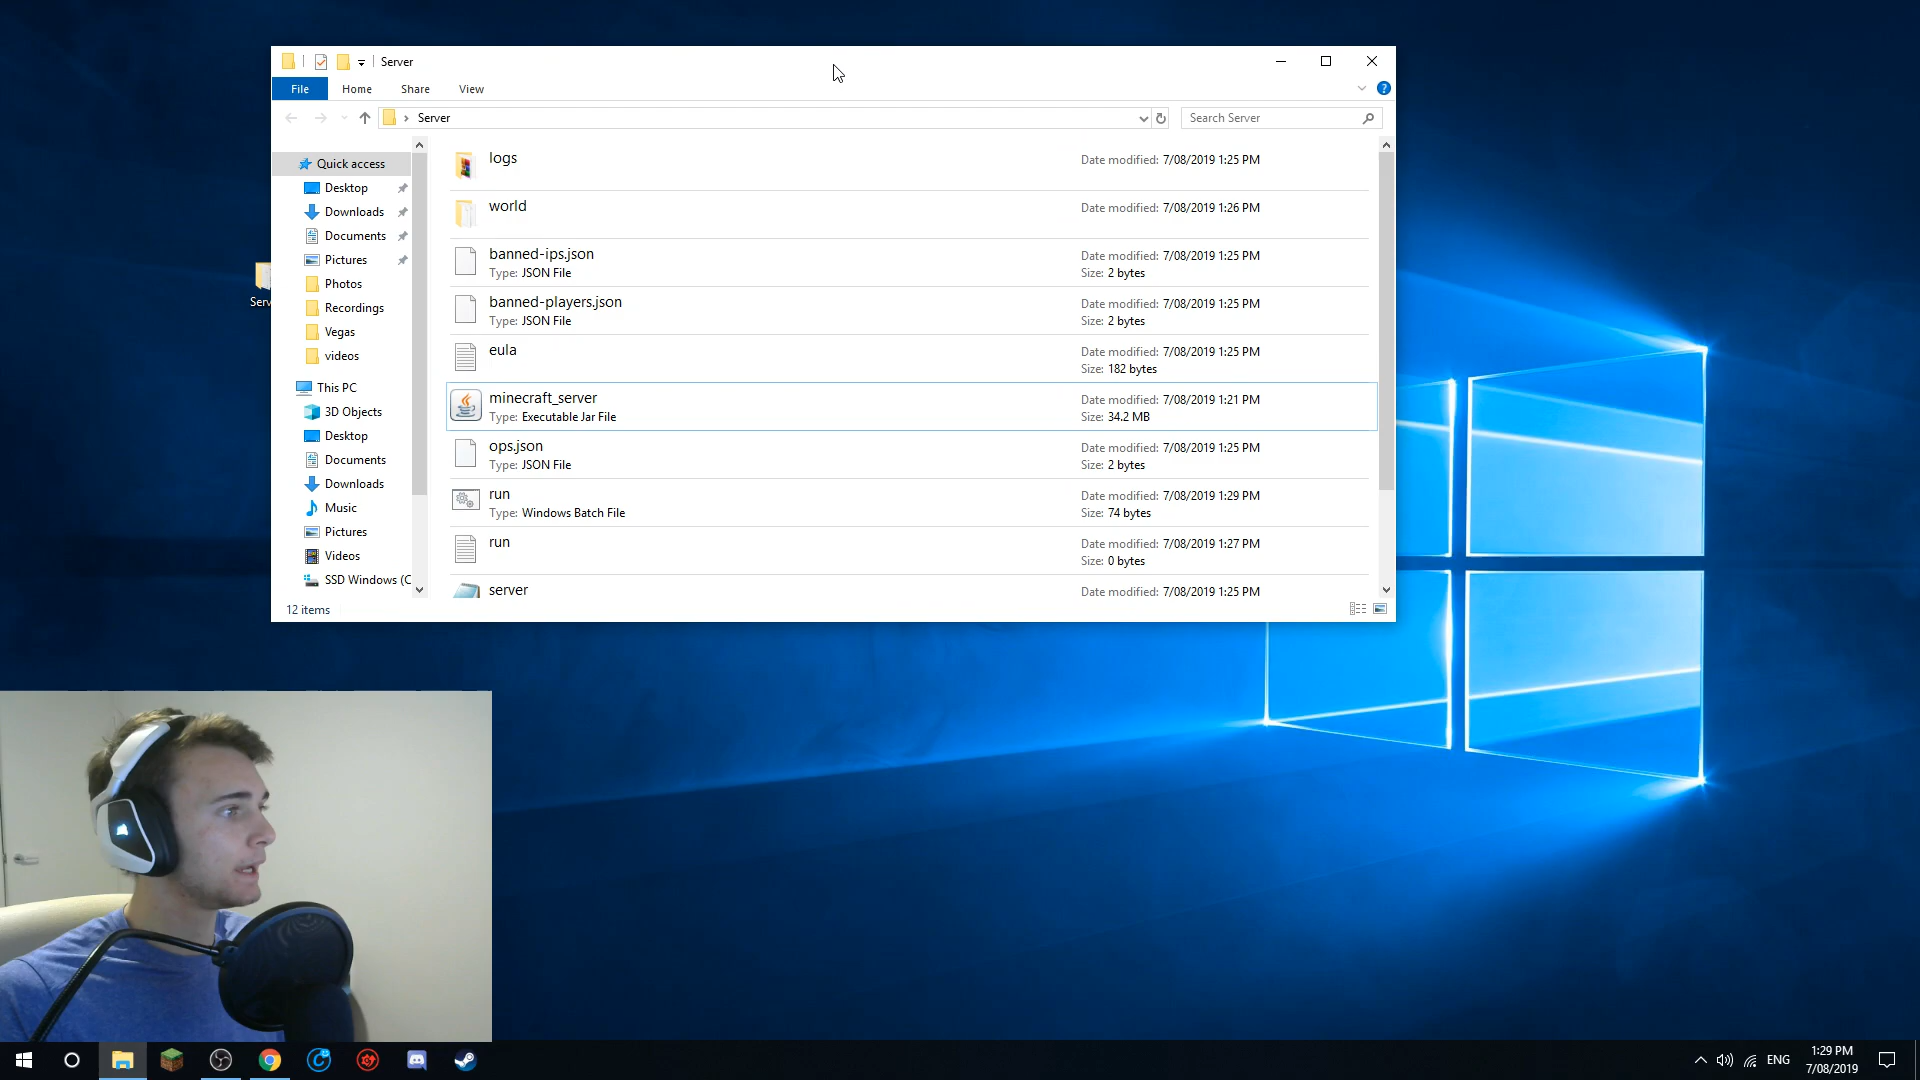 Server
File Home Share View
Server
Search Server
Quick access
Desktop
Downloads
Documents
Pictures
Photos
Recordings
Vegas
videos
This PC
3D Objects
Desktop
Documents
Downloads
Music
Pictures
Videos
SSD Windows (C
logs
Date modified: 7/08/2019 1:25 PM
world
Date modified: 7/08/2019 1:26 PM
banned-ips.json
Type: JSON File
Date modified: 7/08/2019 1:25 PM
Size: 2 bytes
banned-players.json
Type: JSON File
Date modified: 7/08/2019 1:25 PM
Size: 2 bytes
eula
Date modified: 7/08/2019 1:25 PM
Size: 182 bytes
minecraft_server
Type: Executable Jar File
Date modified: 7/08/2019 1:21 PM
Size: 34.2 MB
ops.json
Type: JSON File
Date modified: 7/08/2019 1:25 PM
Size: 2 bytes
run
Type: Windows Batch File
Date modified: 7/08/2019 1:29 PM
Size: 74 bytes
run
Date modified: 7/08/2019 1:27 PM
Size: 0 bytes
server
Date modified: 7/08/2019 1:25 PM
12 items
Serv
ENG
1:29 PM
7/08/2019